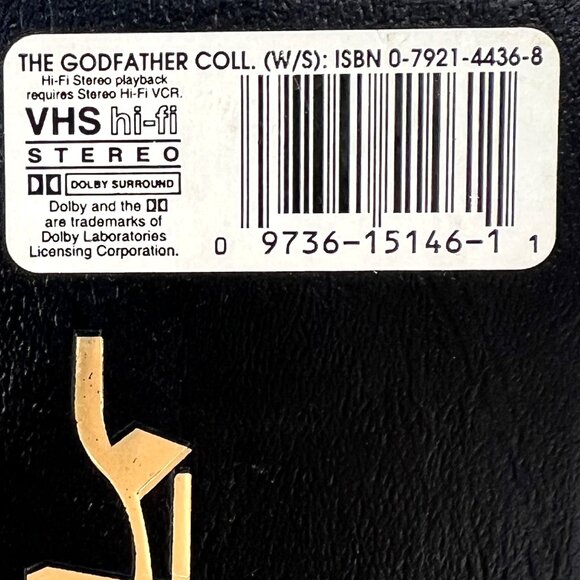 THE GODFATHER COLL. (W/S): ISBN 0-7921-4436-8
Hi-Fi Stereo playback
requires Stereo Hi-Fi VCR.
VHS hi-fi
STEREO
DOLBY SURROUND
Dolby and the
are trademarks of
Dolby Laboratories
Licensing Corporation.
0 9736-15146-1 1